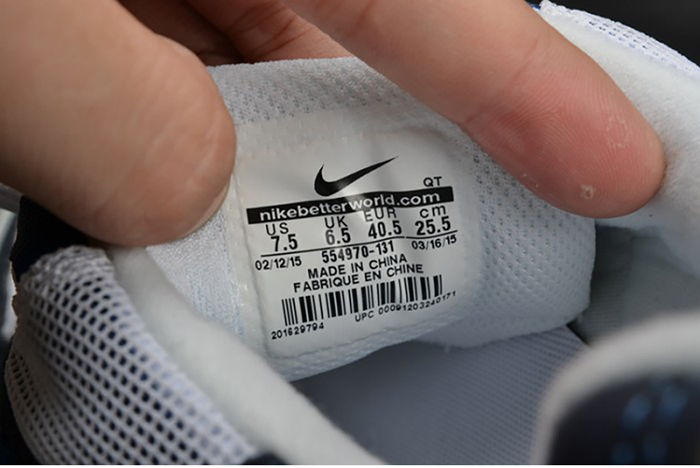 QT
nikebetterworld.com
US UK EUR cm
7.5 6.5 40.5 25.5
02/12/15 554970-131 03/16/15
MADE IN CHINA
FABRIQUE EN CHINE
201629794 UPC 00091203240171